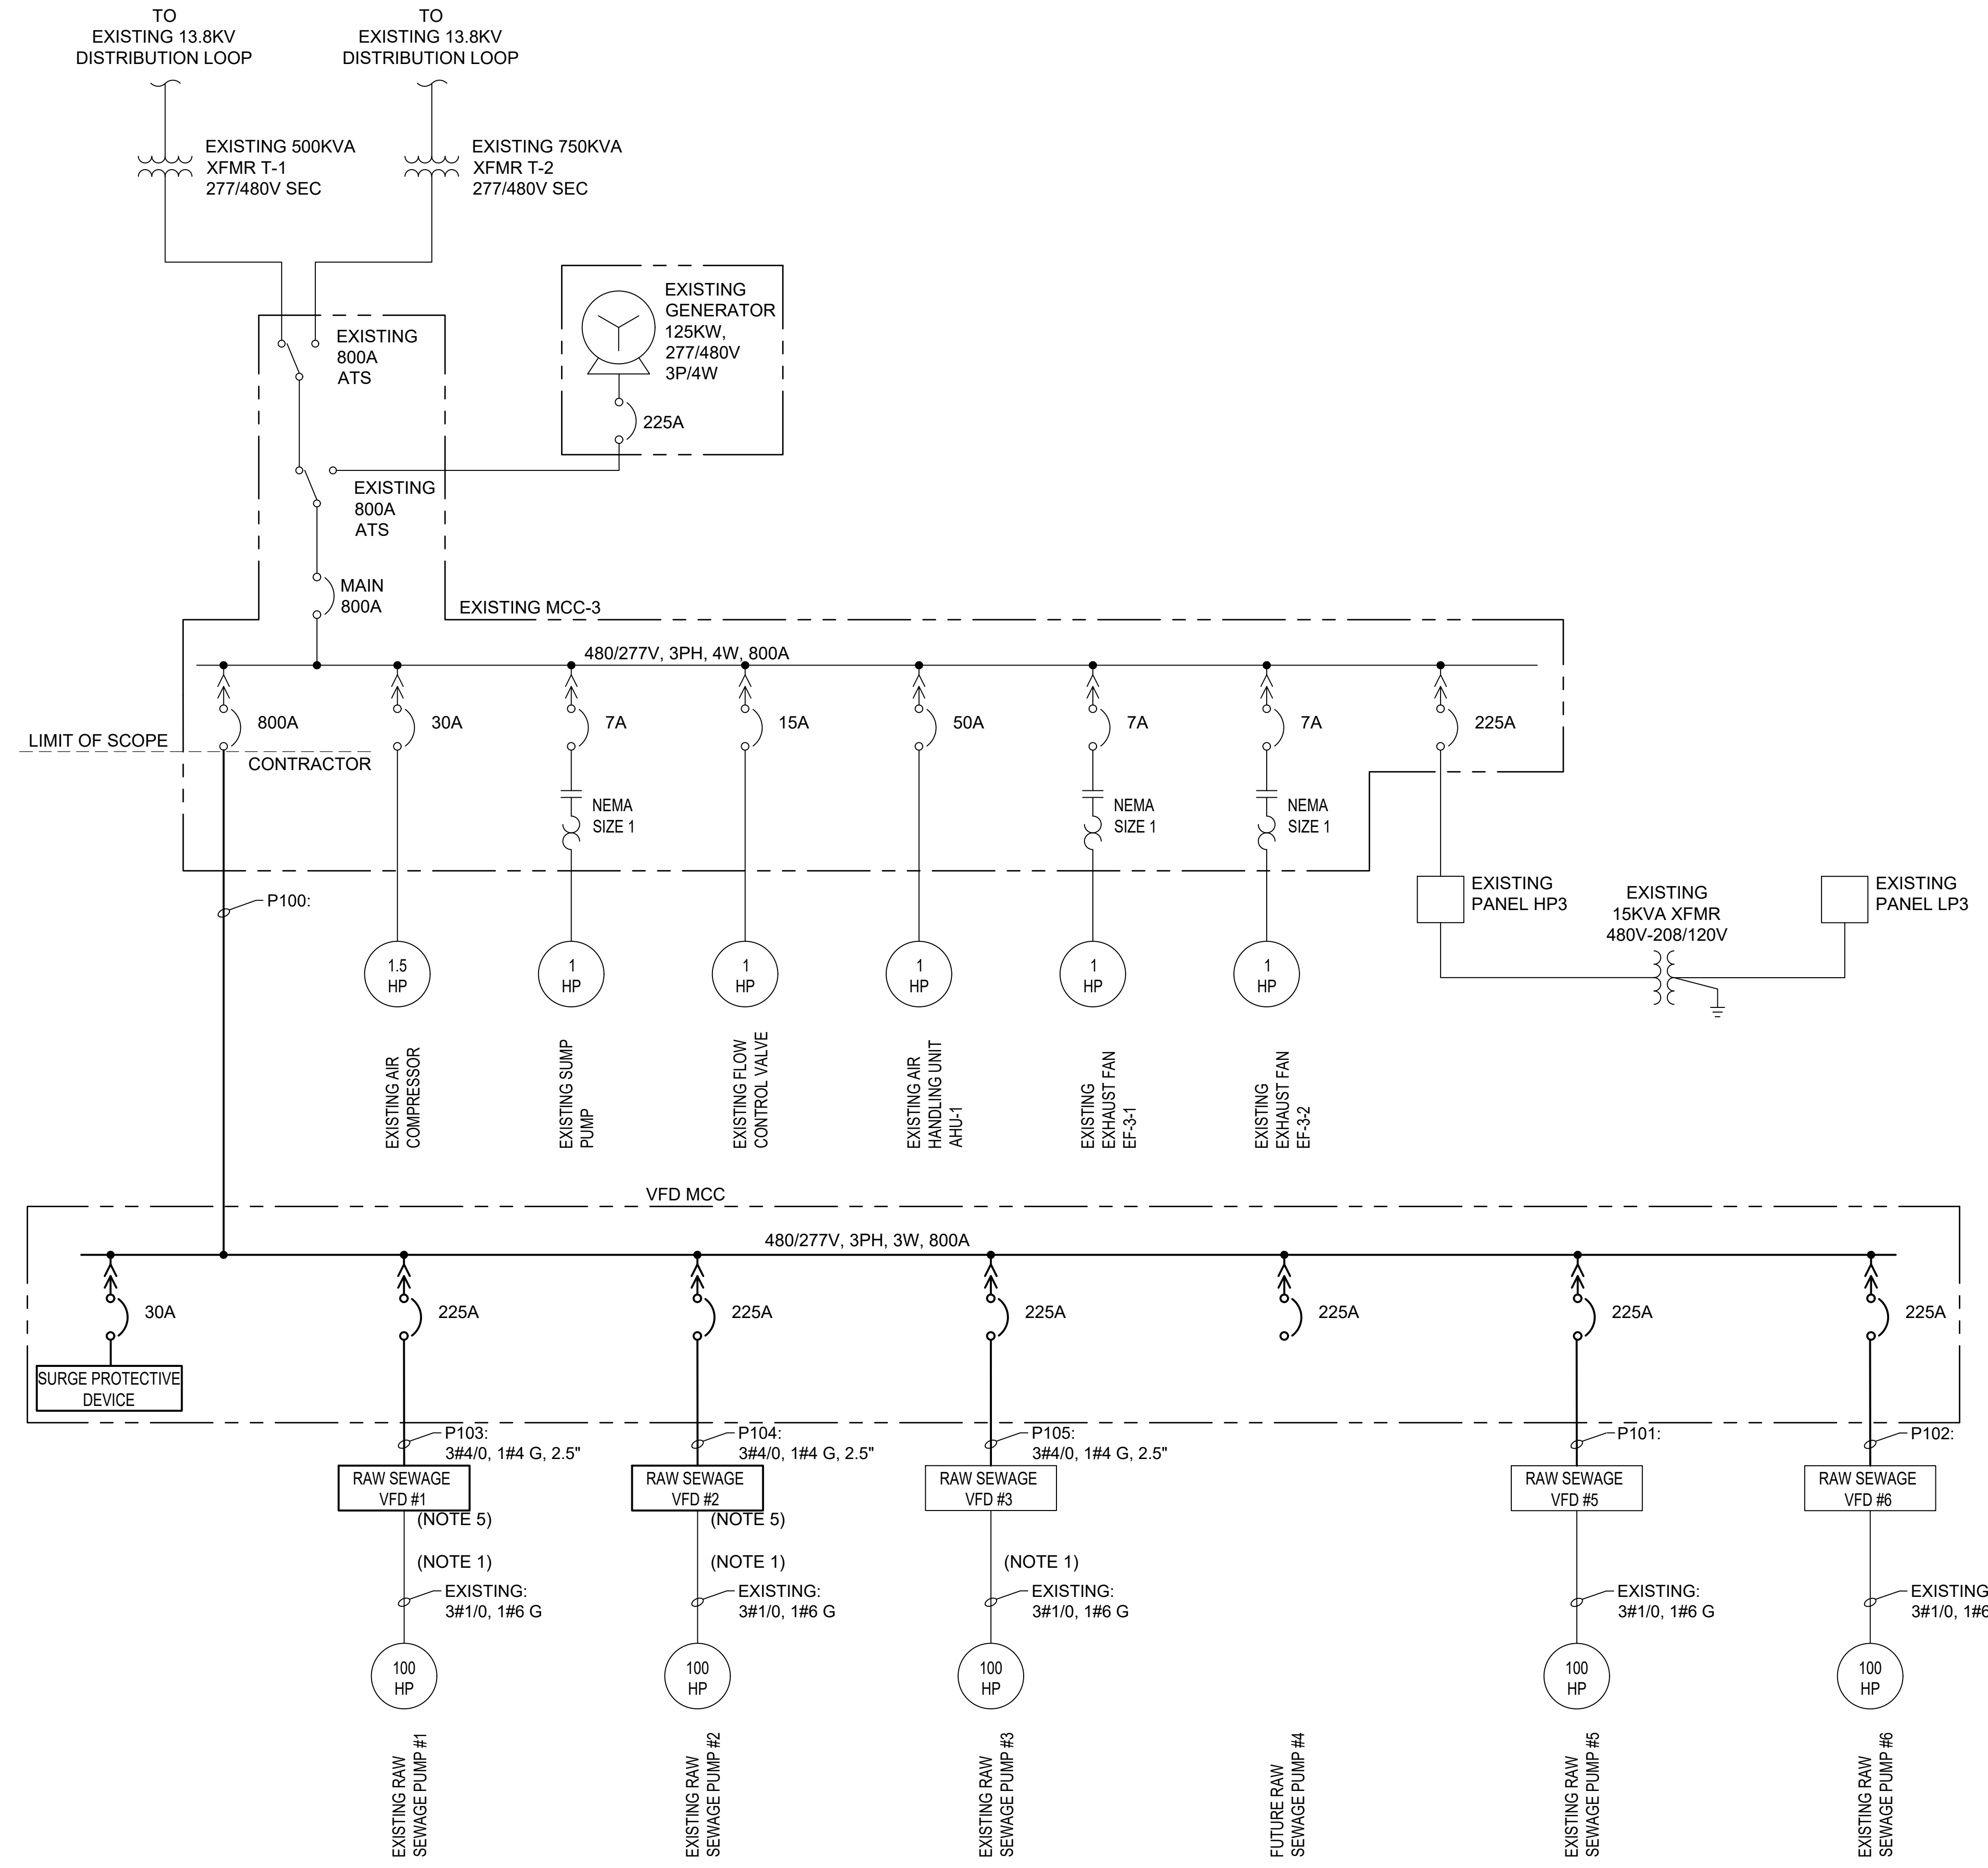 TO
EXISTING 13.8KV
DISTRIBUTION LOOP
TO
EXISTING 13.8KV
DISTRIBUTION LOOP
EXISTING 500KVA
XFMR T-1
277/480V SEC
EXISTING 750KVA
XFMR T-2
277/480V SEC
EXISTING
GENERATOR
125KW,
277/480V
3P/4W
225A
EXISTING
800A
ATS
EXISTING
800A
ATS
MAIN
800A
EXISTING MCC-3
480/277V, 3PH, 4W, 800A
800A
30A
7A
15A
50A
7A
7A
225A
LIMIT OF SCOPE
CONTRACTOR
NEMA
SIZE 1
NEMA
SIZE 1
NEMA
SIZE 1
P100:
EXISTING
PANEL HP3
EXISTING
15KVA XFMR
480V-208/120V
EXISTING
PANEL LP3
1.5
HP
1
HP
1
HP
1
HP
1
HP
1
HP
EXISTING AIR
COMPRESSOR
EXISTING SUMP
PUMP
EXISTING FLOW
CONTROL VALVE
EXISTING AIR
HANDLING UNIT
AHU-1
EXISTING
EXHAUST FAN
EF-3-1
EXISTING
EXHAUST FAN
EF-3-2
VFD MCC
480/277V, 3PH, 3W, 800A
30A
225A
225A
225A
225A
225A
225A
SURGE PROTECTIVE
DEVICE
P103:
3#4/0, 1#4 G, 2.5"
P104:
3#4/0, 1#4 G, 2.5"
P105:
3#4/0, 1#4 G, 2.5"
P101:
P102:
RAW SEWAGE
VFD #1
RAW SEWAGE
VFD #2
RAW SEWAGE
VFD #3
RAW SEWAGE
VFD #5
RAW SEWAGE
VFD #6
(NOTE 5)
(NOTE 5)
(NOTE 1)
(NOTE 1)
(NOTE 1)
EXISTING:
3#1/0, 1#6 G
EXISTING:
3#1/0, 1#6 G
EXISTING:
3#1/0, 1#6 G
EXISTING:
3#1/0, 1#6 G
EXISTING
3#1/0, 1#6
100
HP
100
HP
100
HP
100
HP
100
HP
EXISTING RAW
SEWAGE PUMP #1
EXISTING RAW
SEWAGE PUMP #2
EXISTING RAW
SEWAGE PUMP #3
FUTURE RAW
SEWAGE PUMP #4
EXISTING RAW
SEWAGE PUMP #5
EXISTING RAW
SEWAGE PUMP #6